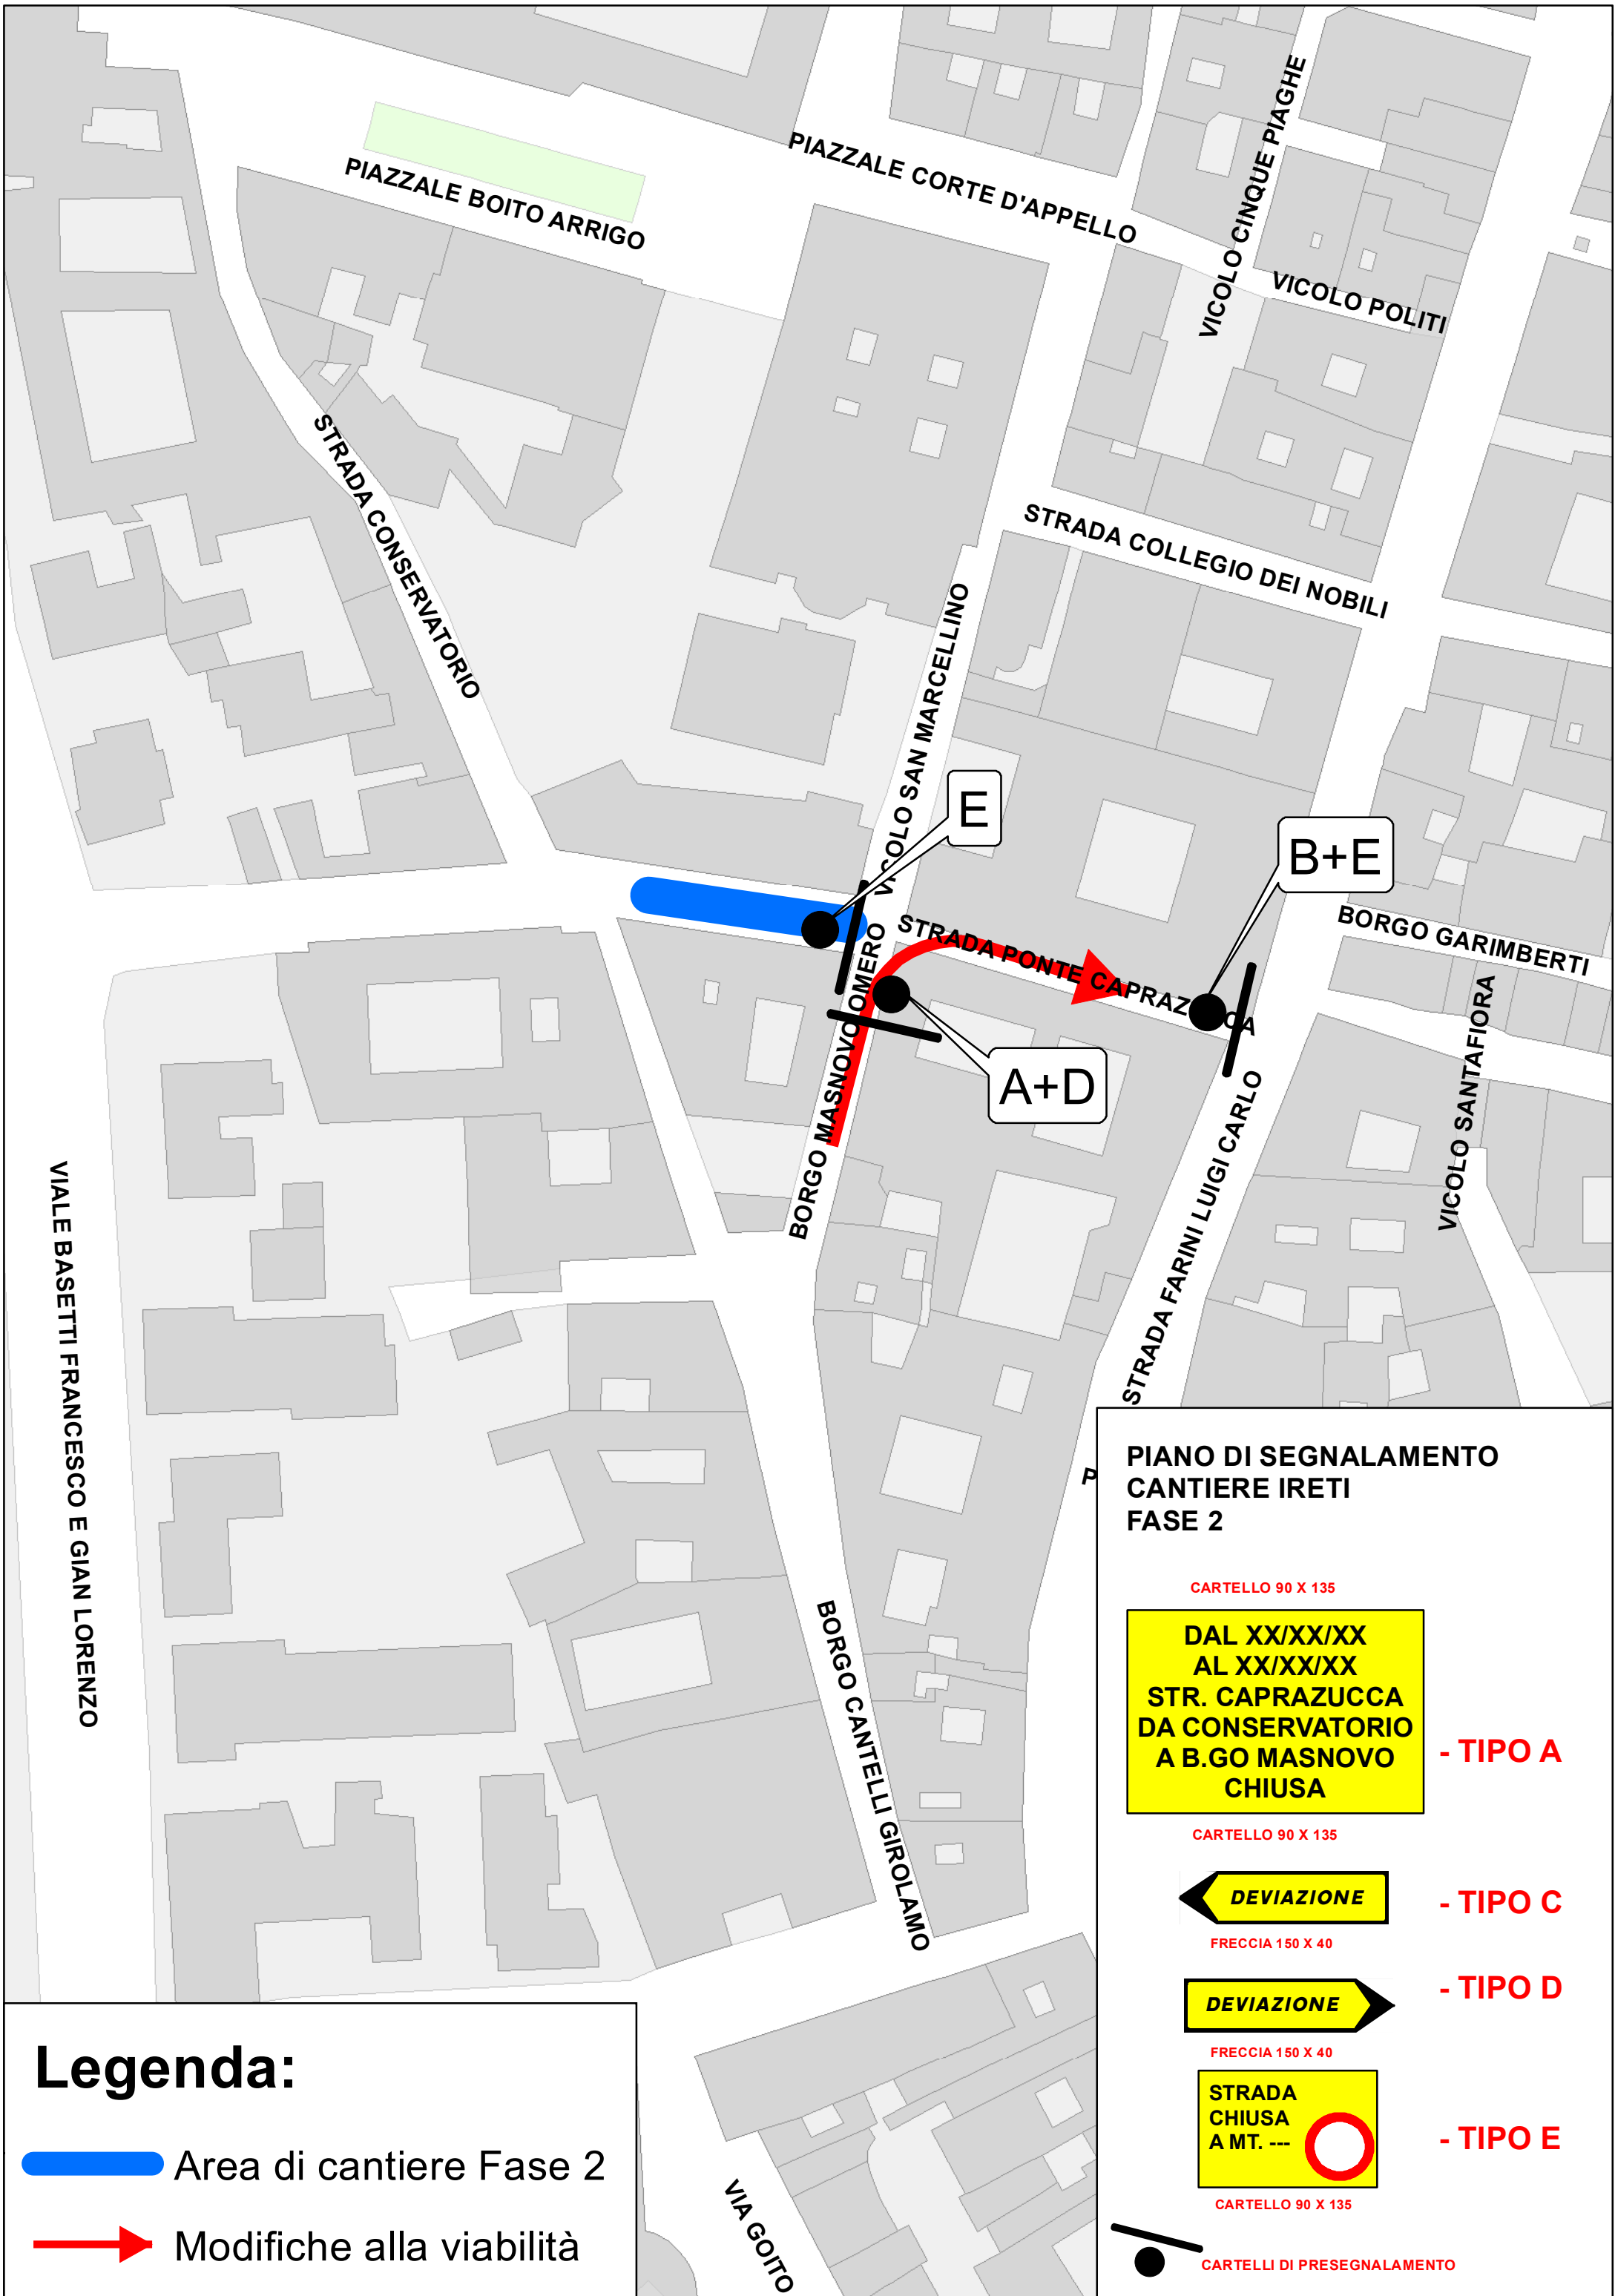 PIAZZALE BOITO ARRIGO
PIAZZALE CORTE D'APPELLO
VICOLO CINQUE PIAGHE
VICOLO POLITI
STRADA CONSERVATORIO
STRADA COLLEGIO DEI NOBILI
VICOLO SAN MARCELLINO
E
B+E
STRADA PONTE CAPRAZUCCA
BORGO GARIMBERTI
A+D
BORGO MASNOVO OMERO
VICOLO SANTAFIORA
STRADA FARINI LUIGI CARLO
VIALE BASETTI FRANCESCO E GIAN LORENZO
BORGO CANTELLI GIROLAMO
VIA GOITO
P
PIANO DI SEGNALAMENTO
CANTIERE IRETI
FASE 2
CARTELLO 90 X 135
DAL XX/XX/XX
AL XX/XX/XX
STR. CAPRAZUCCA
DA CONSERVATORIO
A B.GO MASNOVO
CHIUSA
- TIPO A
CARTELLO 90 X 135
DEVIAZIONE
- TIPO C
FRECCIA 150 X 40
DEVIAZIONE
- TIPO D
FRECCIA 150 X 40
STRADA
CHIUSA
A MT. ---
- TIPO E
CARTELLO 90 X 135
CARTELLI DI PRESEGNALAMENTO
Legenda:
Area di cantiere Fase 2
Modifiche alla viabilità